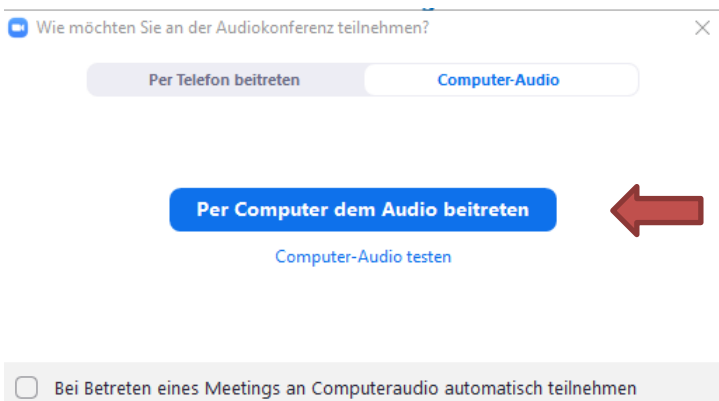 Wie möchten Sie an der Audiokonferenz teilnehmen?
Per Telefon beitreten Computer-Audio
Per Computer dem Audio beitreten
Computer-Audio testen
Bei Betreten eines Meetings an Computeraudio automatisch teilnehmen